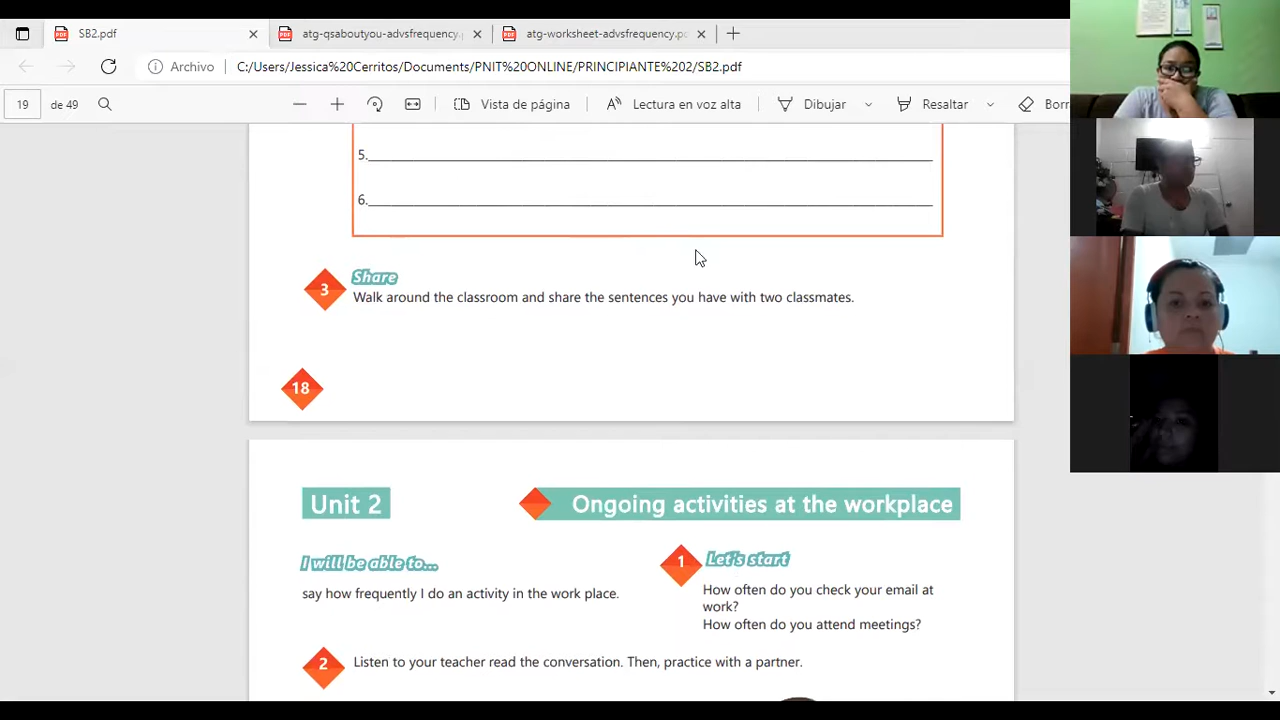 SB2.pdf
atg-qsaboutyou-advsfrequency.
atg-worksheet-advsfrequency.pd
Archivo
C:/Users/Jessica%20Cerritos/Documents/PNIT%20ONLINE/PRINCIPIANTE%202/SB2.pdf
19 de 49
Vista de página
Lectura en voz alta
Dibujar
Resaltar
Borr
5.
6.
3 Share
Walk around the classroom and share the sentences you have with two classmates.
18
Unit 2
Ongoing activities at the workplace
I will be able to...
say how frequently I do an activity in the work place.
1 Let's start
How often do you check your email at
work?
How often do you attend meetings?
2 Listen to your teacher read the conversation. Then, practice with a partner.